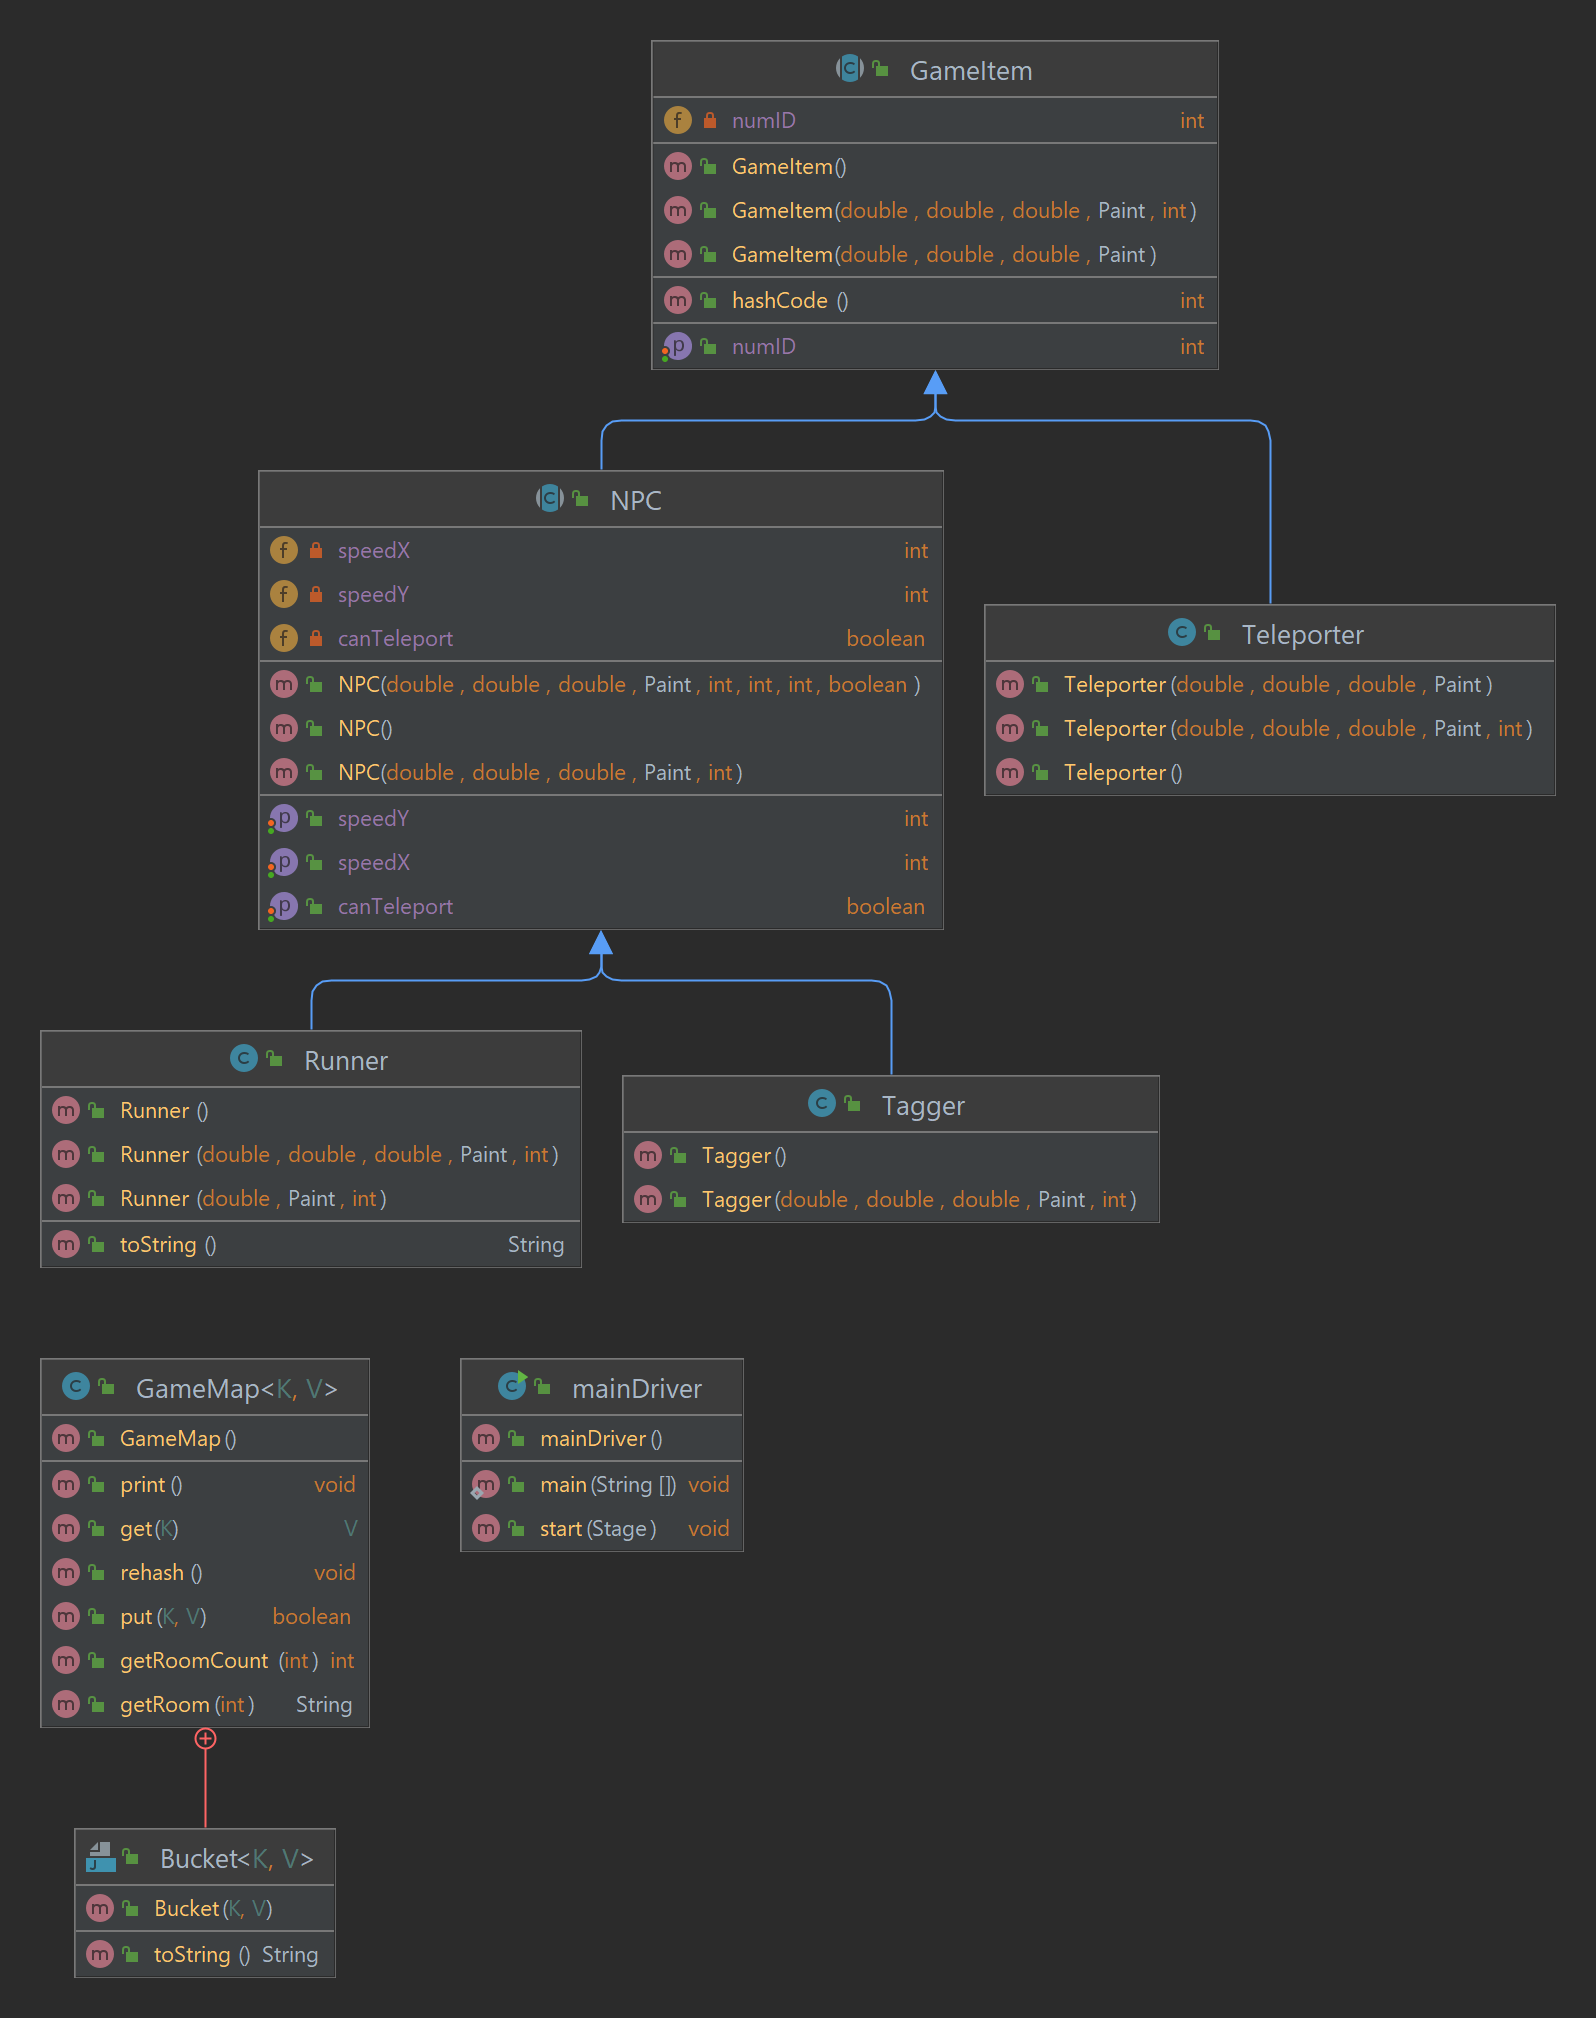 GameItem
numID int
GameItem()
GameItem(double, double, double, Paint, int)
GameItem(double, double, double, Paint)
hashCode() int
numID int
NPC
speedX int
speedY int
canTeleport boolean
NPC(double, double, double, Paint, int, int, int, boolean)
NPC()
NPC(double, double, double, Paint, int)
speedY int
speedX int
canTeleport boolean
Teleporter
Teleporter(double, double, double, Paint)
Teleporter(double, double, double, Paint, int)
Teleporter()
Runner
Runner()
Runner(double, double, double, Paint, int)
Runner(double, Paint, int)
toString() String
Tagger
Tagger()
Tagger(double, double, double, Paint, int)
GameMap<K, V>
GameMap()
print() void
get(K) V
rehash() void
put(K, V) boolean
getRoomCount(int) int
getRoom(int) String
mainDriver
mainDriver()
main(String[]) void
start(Stage) void
Bucket<K, V>
Bucket(K, V)
toString() String